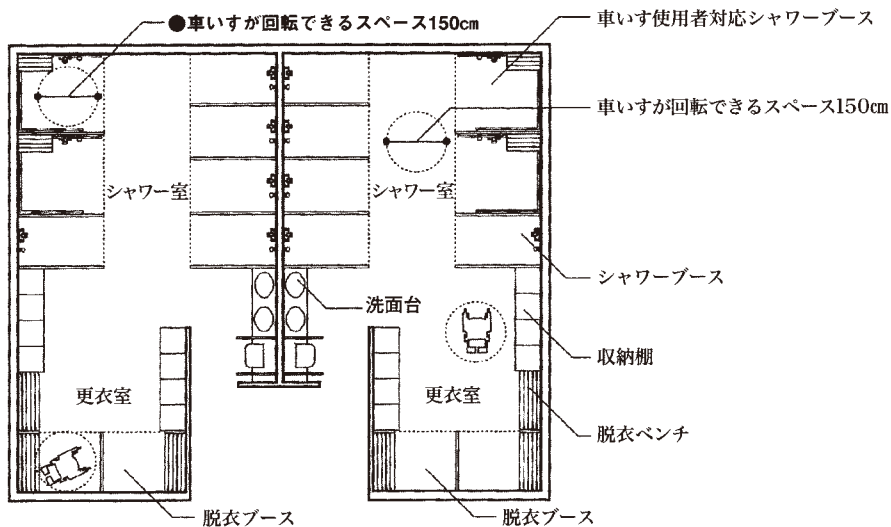 ●車いすが回転できるスペース150cm
車いす使用者対応シャワーブース
車いすが回転できるスペース150cm
シャワー室
シャワー室
シャワーブース
洗面台
収納棚
更衣室
更衣室
脱衣ベンチ
脱衣ブース
脱衣ブース